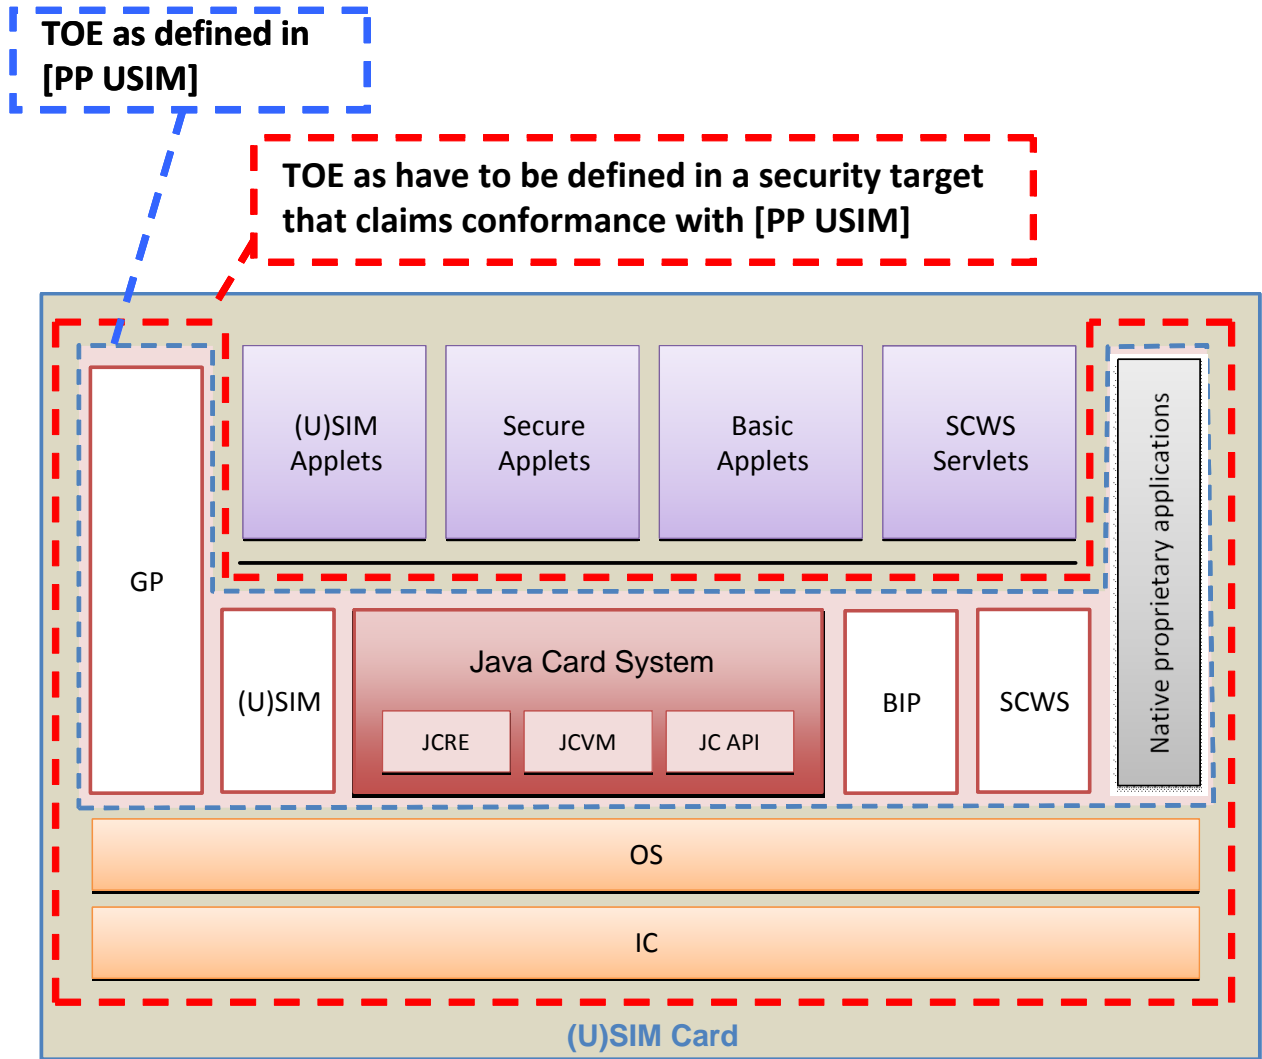 TOE as defined in
[PP USIM]
TOE as have to be defined in a security target
that claims conformance with [PP USIM]
(U)SIM
Applets
Secure
Applets
Basic
Applets
SCWS
Servlets
GP
Native proprietary applications
(U)SIM
Java Card System
JCRE
JCVM
JC API
BIP
SCWS
OS
IC
(U)SIM Card